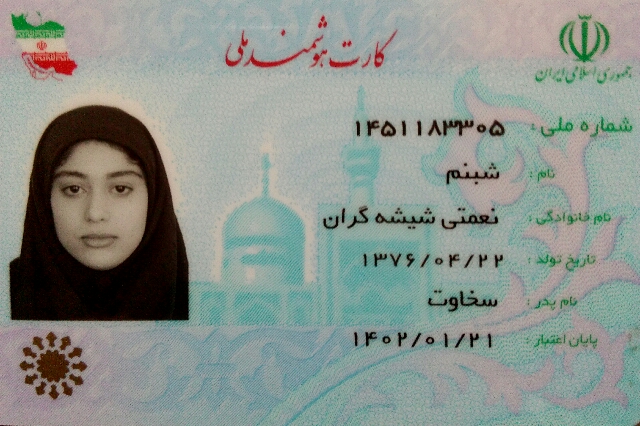 کارت هوشمند ملی
جمهوری اسلامی ایران
شماره ملی : ۱۴۵۱۱۸۳۳۰۵
نام : شبنم
نام خانوادگی : نعمتی شیشه گران
تاریخ تولد : ۱۳۷۶/۰۴/۲۲
نام پدر : سخاوت
پایان اعتبار : ۱۴۰۲/۰۱/۲۱